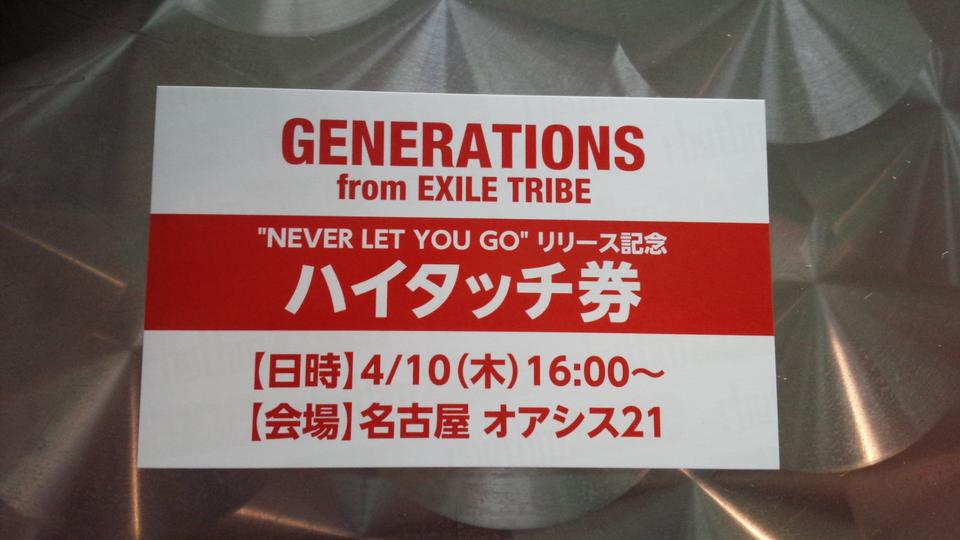 GENERATIONS
from EXILE TRIBE
"NEVER LET YOU GO" リリース記念
ハイタッチ券
【日時】4/10(木)16:00〜
【会場】名古屋 オアシス21